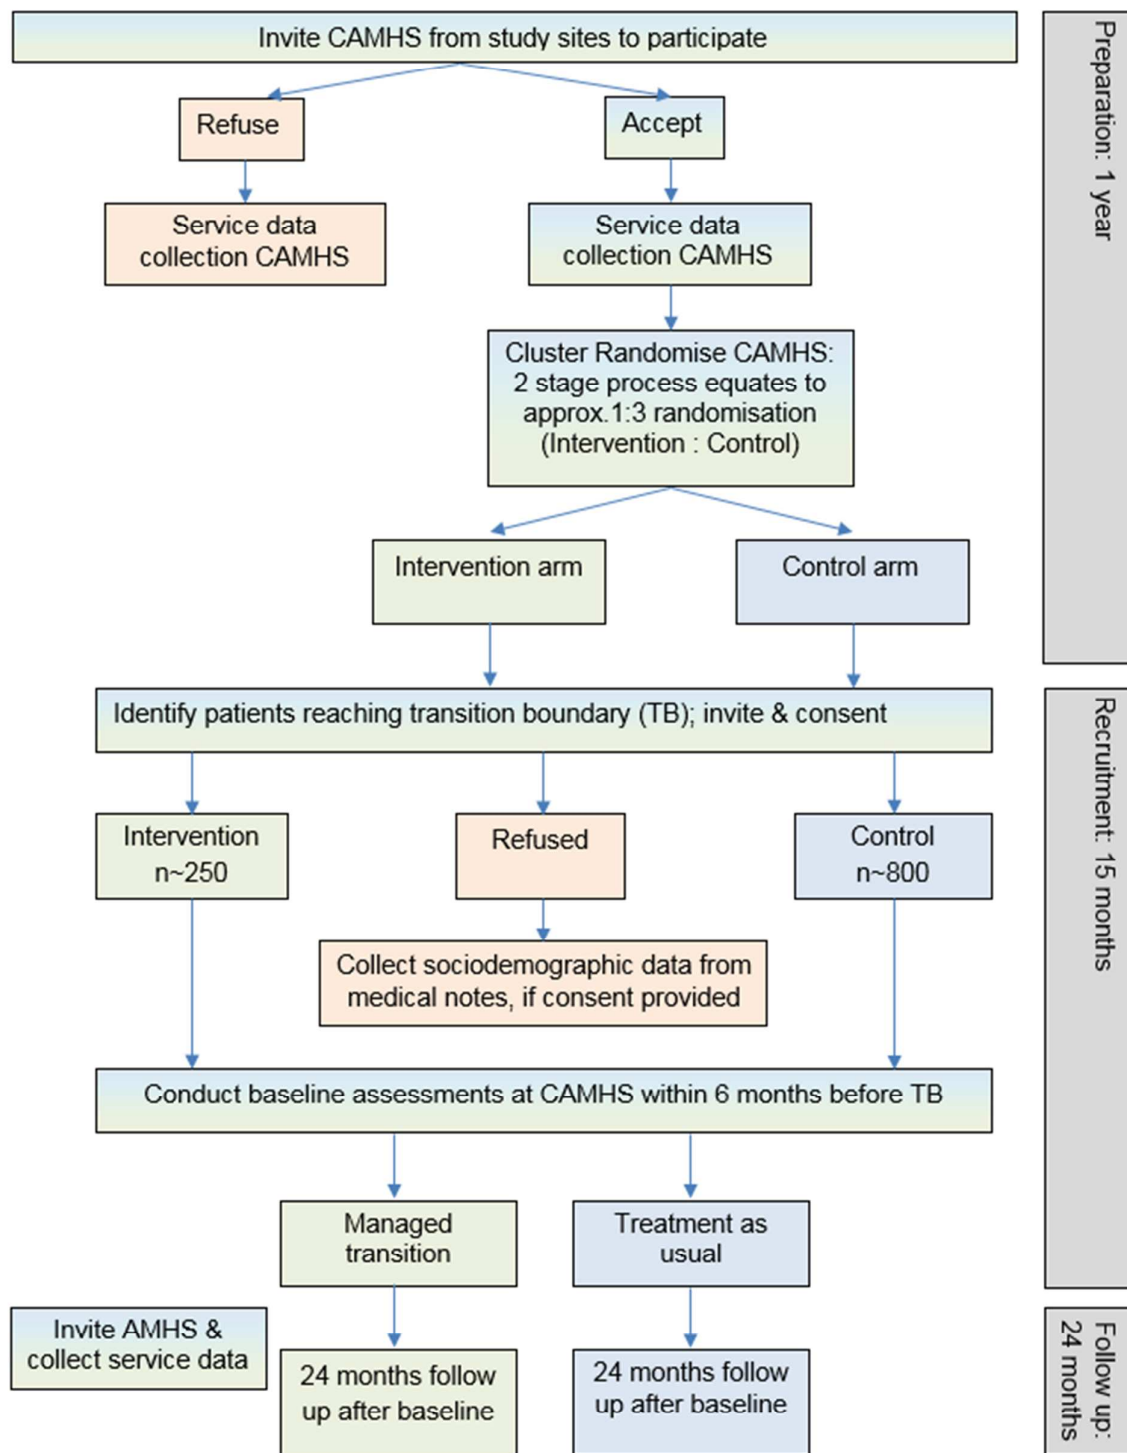 Invite CAMHS from study sites to participate
Refuse
Accept
Service data
collection CAMHS
Service data
collection CAMHS
Cluster Randomise CAMHS:
2 stage process equates to
approx.1:3 randomisation
(Intervention : Control)
Intervention arm
Control arm
Preparation: 1 year
Identify patients reaching transition boundary (TB); invite & consent
Intervention
n~250
Refused
Control
n~800
Collect sociodemographic data from
medical notes, if consent provided
Conduct baseline assessments at CAMHS within 6 months before TB
Managed
transition
Treatment as
usual
Recruitment: 15 months
Invite AMHS &
collect service data
24 months follow
up after baseline
24 months follow
up after baseline
Follow up:
24 months